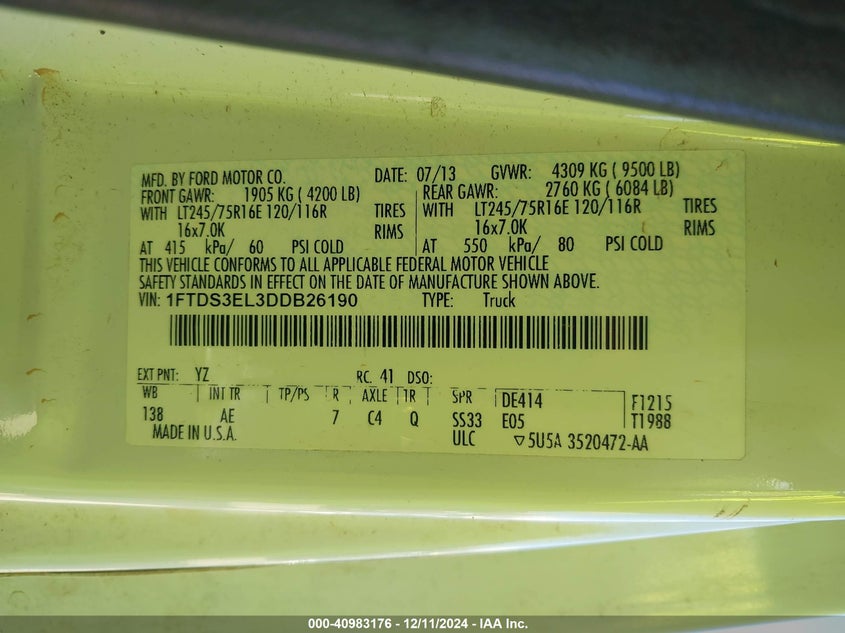 MFD. BY FORD MOTOR CO. DATE: 07/13 GVWR: 4309 KG ( 9500 LB)
FRONT GAWR: 1905 KG ( 4200 LB) REAR GAWR: 2760 KG ( 6084 LB)
WITH LT245/75R16E 120/116R TIRES WITH LT245/75R16E 120/116R TIRES
16x7.0K RIMS 16x7.0K RIMS
AT 415 kPa/ 60 PSI COLD AT 550 kPa/ 80 PSI COLD
THIS VEHICLE CONFORMS TO ALL APPLICABLE FEDERAL MOTOR VEHICLE
SAFETY STANDARDS IN EFFECT ON THE DATE OF MANUFACTURE SHOWN ABOVE.
VIN: 1FTDS3EL3DDB26190 TYPE: Truck
EXT PNT: YZ RC: 41 DSO:
WB INT TR TP/PS R AXLE TR SPR DE414 F1215
138 AE 7 C4 Q SS33 E05 T1988
MADE IN U.S.A. ULC ▽5U5A 3520472-AA
000-40983176 - 12/11/2024 - IAA Inc.